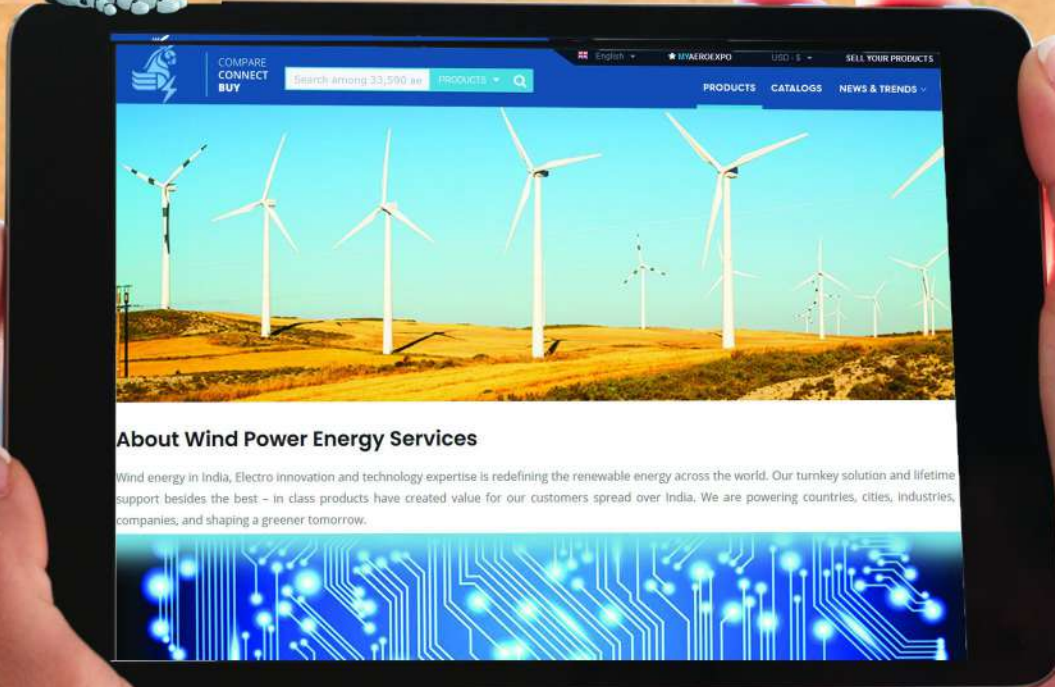 COMPARE
CONNECT
BUY
Search among 33,590 ae
PRODUCTS
English
MYAEROEXPO
USD - $
SELL YOUR PRODUCTS
PRODUCTS CATALOGS NEWS & TRENDS
About Wind Power Energy Services
Wind energy in India, Electro innovation and technology expertise is redefining the renewable energy across the world. Our turnkey solution and lifetime
support besides the best – in class products have created value for our customers spread over India. We are powering countries, cities, industries,
companies, and shaping a greener tomorrow.